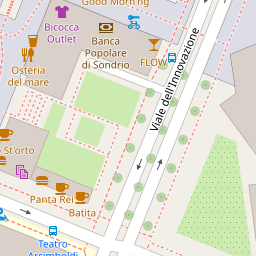 Good Morning
Bicocca
Outlet
Banca
Popolare
di Sondrio
FLOW
Osteria
del mare
Viale dell'Innovazione
St'orto
Panta Rei
Batita
Teatro
Arcimboldi